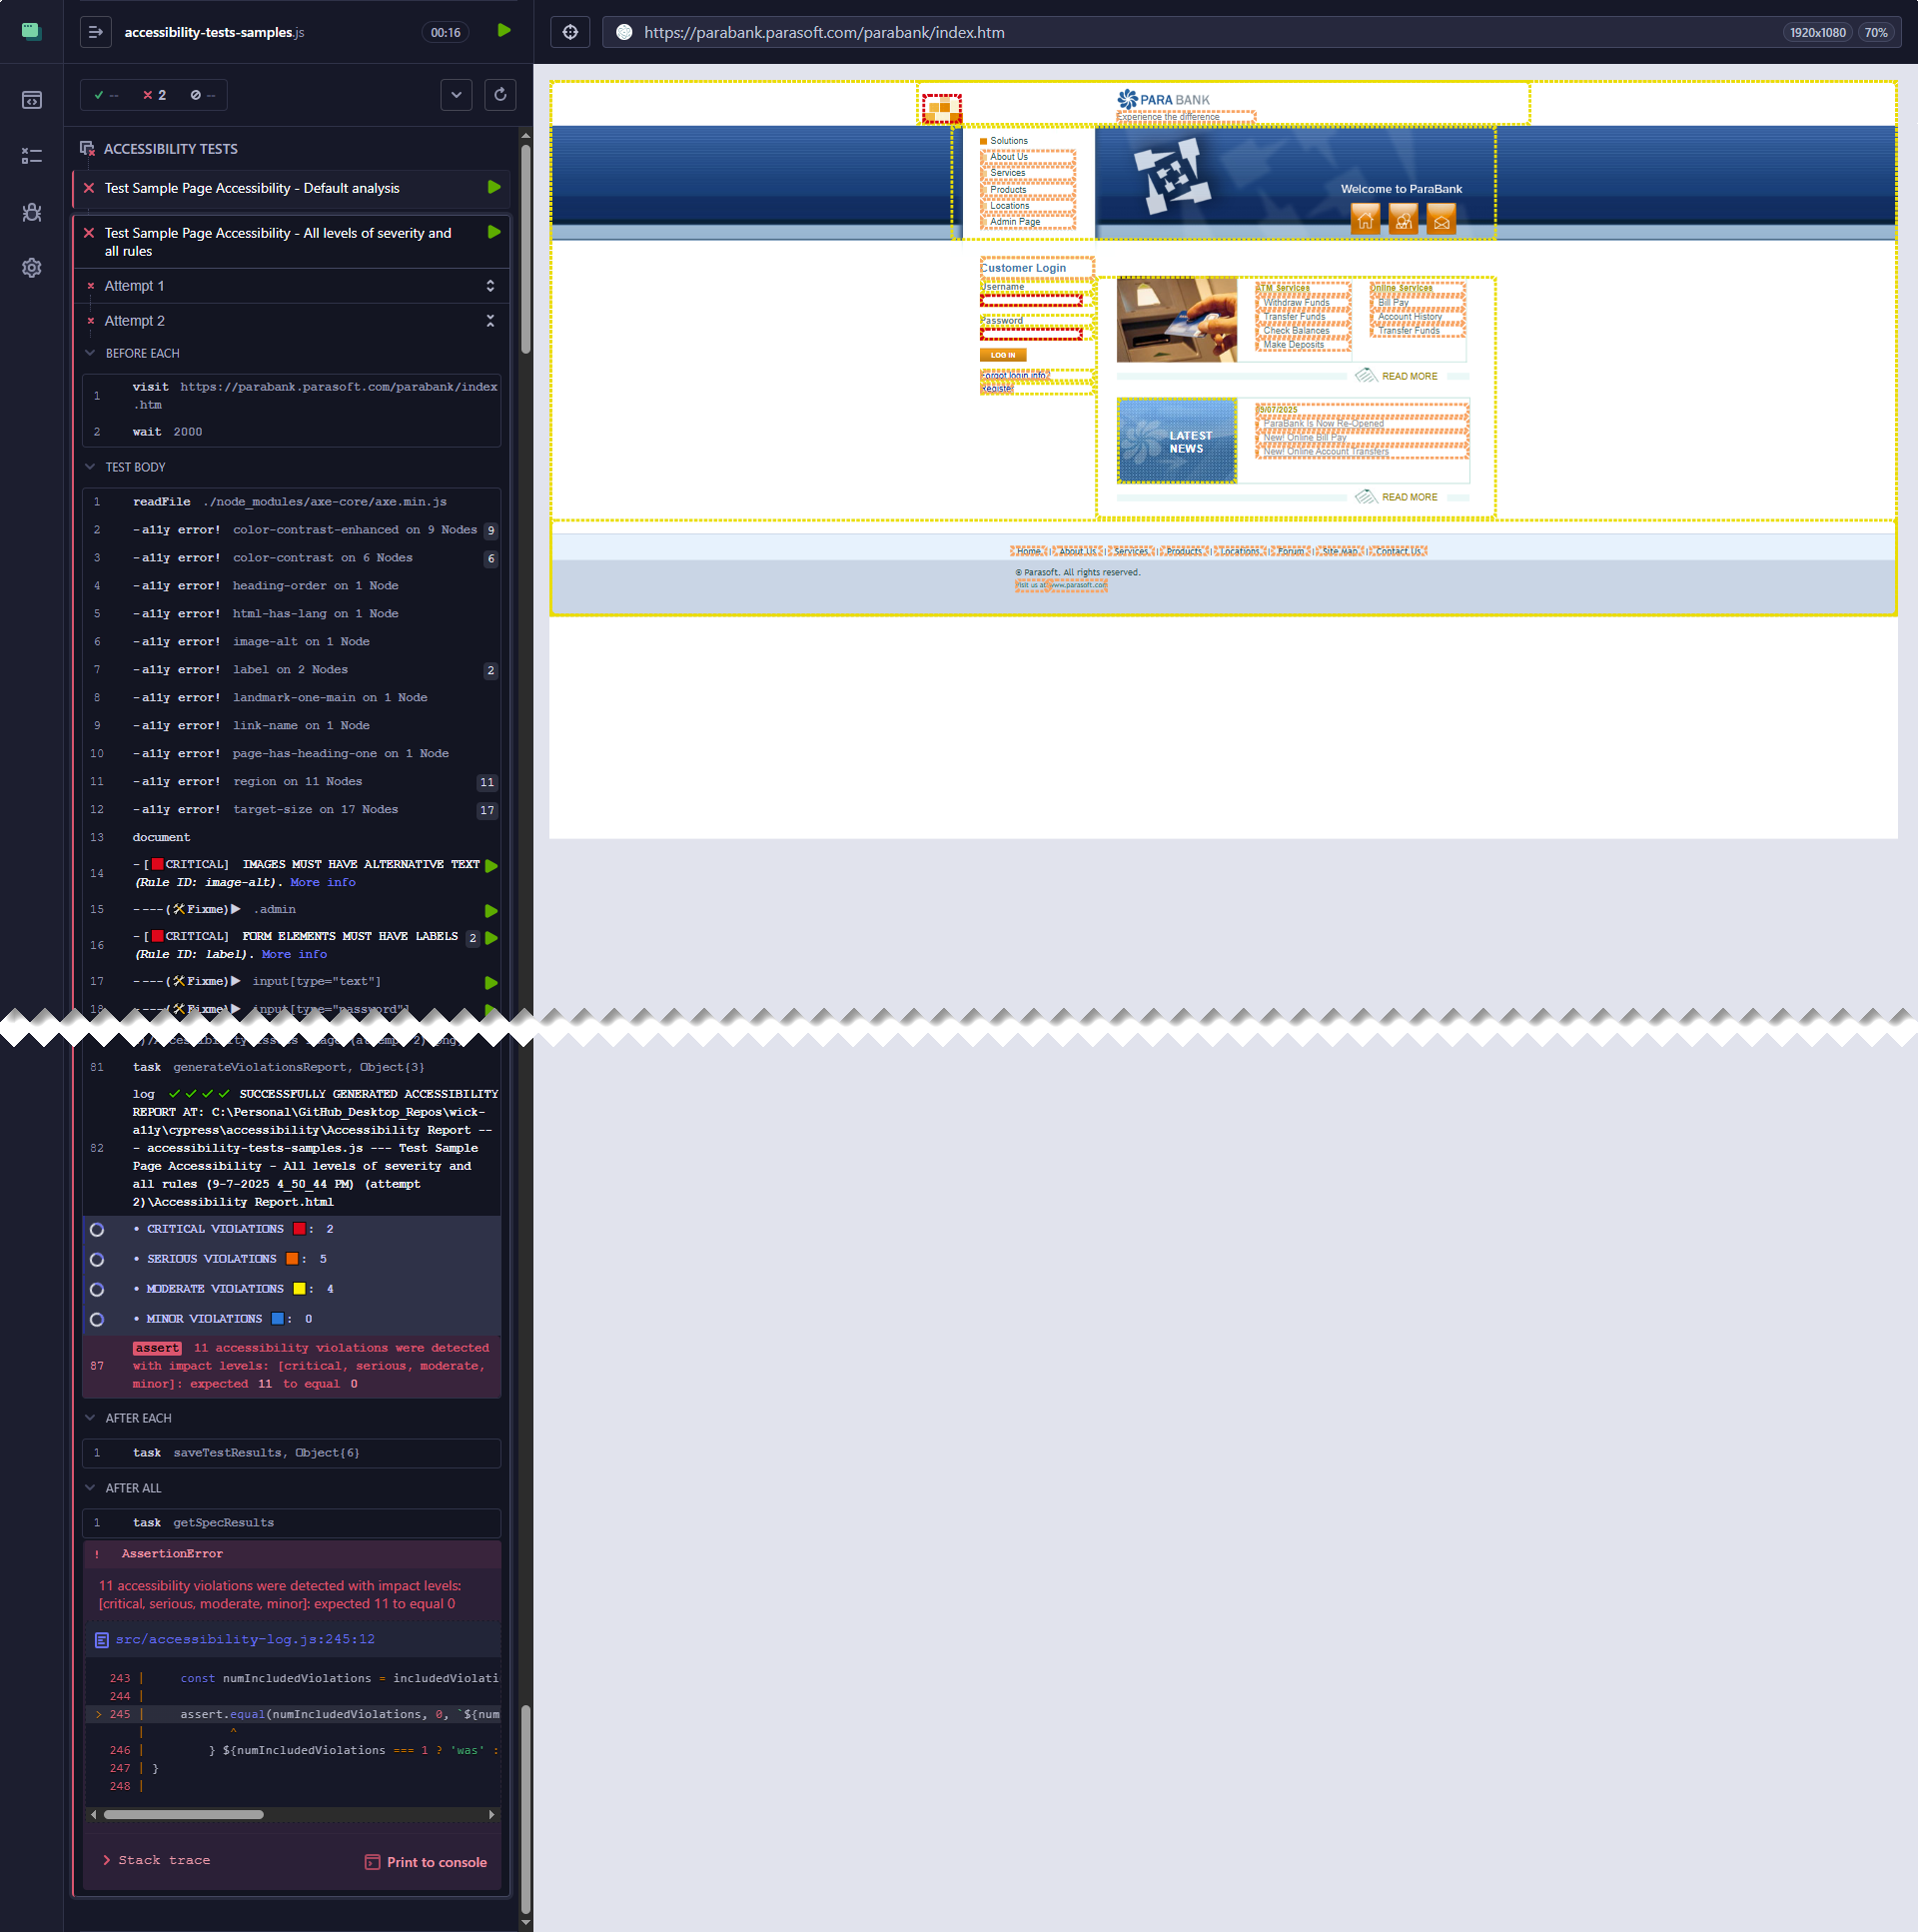 accessibility-tests-samples.js
00:16
https://parabank.parasoft.com/parabank/index.htm
1920x1080
70%
--
2
--
ACCESSIBILITY TESTS
Test Sample Page Accessibility - Default analysis
Test Sample Page Accessibility - All levels of severity and
all rules
Attempt 1
Attempt 2
BEFORE EACH
1 visit https://parabank.parasoft.com/parabank/index
.htm
2 wait 2000
TEST BODY
1 readFile ./node_modules/axe-core/axe.min.js
2 -a11y error! color-contrast-enhanced on 9 Nodes 9
3 -a11y error! color-contrast on 6 Nodes 6
4 -a11y error! heading-order on 1 Node
5 -a11y error! html-has-lang on 1 Node
6 -a11y error! image-alt on 1 Node
7 -a11y error! label on 2 Nodes 2
8 -a11y error! landmark-one-main on 1 Node
9 -a11y error! link-name on 1 Node
10 -a11y error! page-has-heading-one on 1 Node
11 -a11y error! region on 11 Nodes 11
12 -a11y error! target-size on 17 Nodes 17
13 document
14 -[🟥CRITICAL] IMAGES MUST HAVE ALTERNATIVE TEXT
(Rule ID: image-alt). More info
15 ----(🛠Fixme)▶ .admin
16 -[🟥CRITICAL] FORM ELEMENTS MUST HAVE LABELS 2
(Rule ID: label). More info
17 ----(🛠Fixme)▶ input[type="text"]
18 ----(🛠Fixme)▶ input[type="password"]
81 task generateViolationsReport, Object{3}
log ✓ ✓ ✓ ✓ SUCCESSFULLY GENERATED ACCESSIBILITY
REPORT AT: C:\Personal\GitHub_Desktop_Repos\wick-
a11y\cypress\accessibility\Accessibility Report --
- accessibility-tests-samples.js --- Test Sample
82 Page Accessibility - All levels of severity and
all rules (9-7-2025 4_50_44 PM) (attempt
2)\Accessibility Report.html
• CRITICAL VIOLATIONS 🟥: 2
• SERIOUS VIOLATIONS 🟧: 5
• MODERATE VIOLATIONS 🟨: 4
• MINOR VIOLATIONS 🟦: 0
assert 11 accessibility violations were detected
87 with impact levels: [critical, serious, moderate,
minor]: expected 11 to equal 0
AFTER EACH
1 task saveTestResults, Object{6}
AFTER ALL
1 task getSpecResults
! AssertionError
11 accessibility violations were detected with impact levels:
[critical, serious, moderate, minor]: expected 11 to equal 0
src/accessibility-log.js:245:12
243 | const numIncludedViolations = includedViolati
244 |
> 245 | assert.equal(numIncludedViolations, 0, `${num
| ^
246 | } ${numIncludedViolations === 1 ? 'was' :
247 | }
248 |
> Stack trace
Print to console
PARA BANK
Experience the difference
Solutions
About Us
Services
Products
Locations
Admin Page
Welcome to ParaBank
Customer Login
Username
Password
LOG IN
Forgot login info?
Register
ATM Services
Withdraw Funds
Transfer Funds
Check Balances
Make Deposits
Online Services
Bill Pay
Account History
Transfer Funds
READ MORE
LATEST
NEWS
09/07/2025
ParaBank Is Now Re-Opened
New! Online Bill Pay
New! Online Account Transfers
READ MORE
Home | About Us | Services | Products | Locations | Forum | Site Map | Contact Us
© Parasoft. All rights reserved.
Visit us at www.parasoft.com